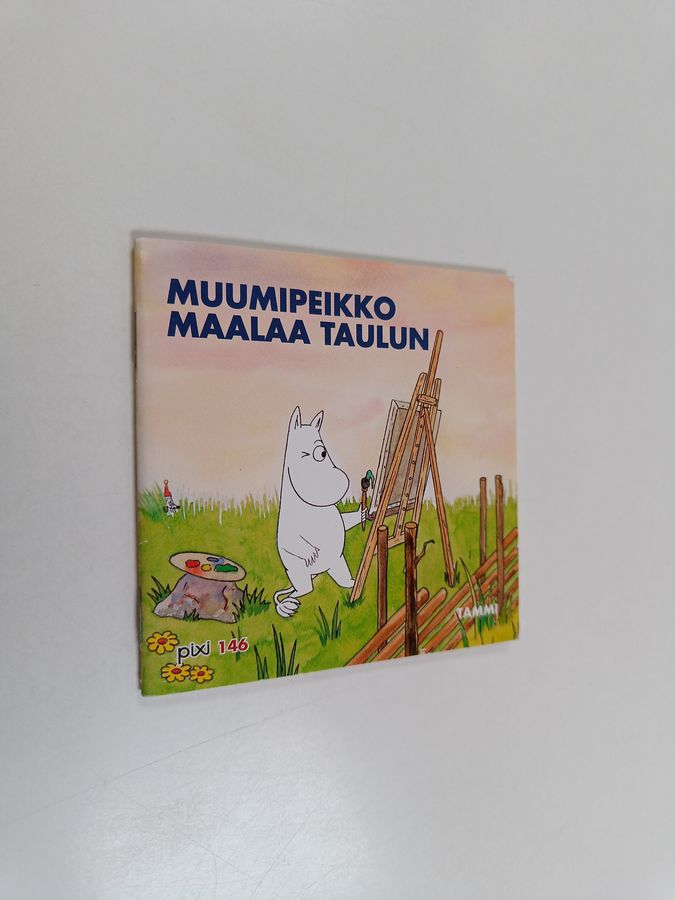 MUUMIPEIKKO
MAALAA TAULUN
TAMMI
pixi 146